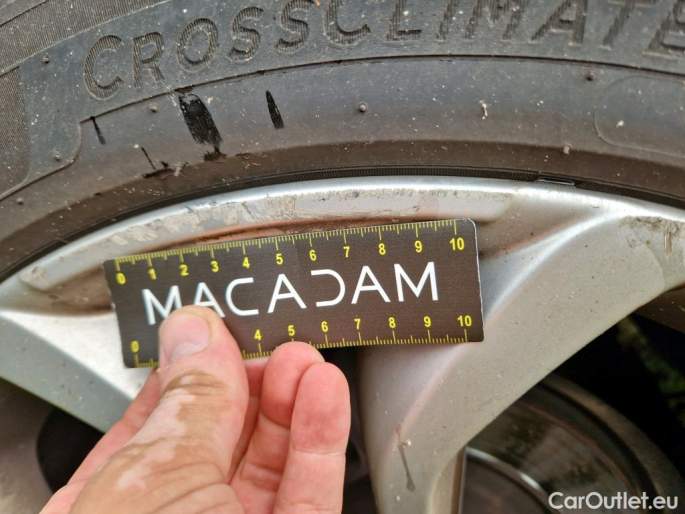 CROSSCLIMATE
0 1 2 3 4 5 6 7 8 9 10
MACADAM
0 4 5 6 7 8 9 10
CarOutlet.eu